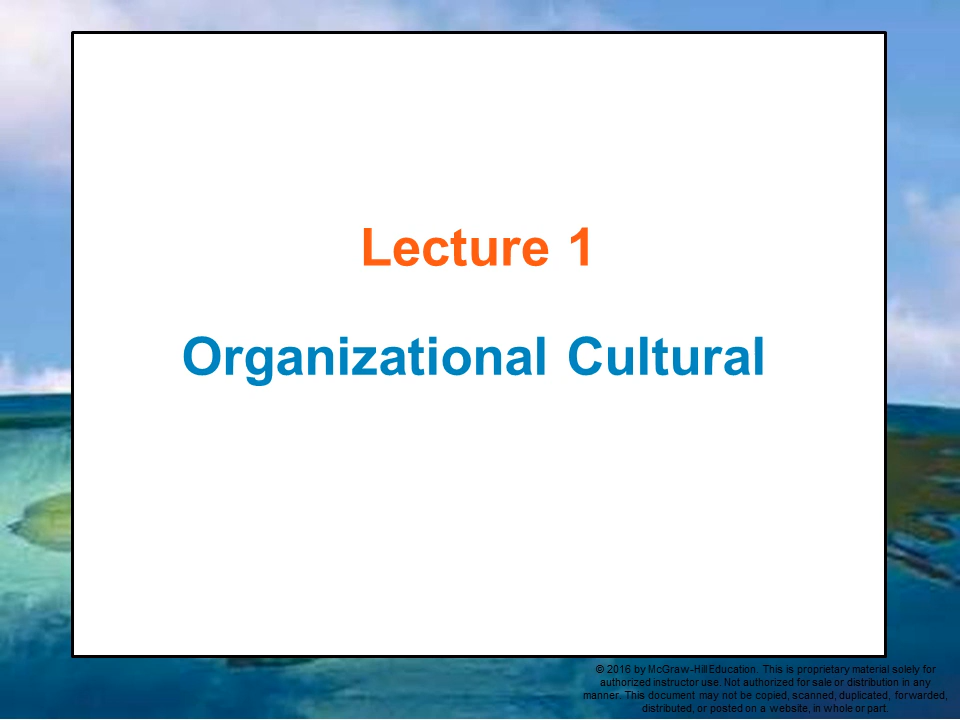 Lecture 1
Organizational Cultural
© 2016 by McGraw-Hill Education. This is proprietary material solely for
authorized instructor use. Not authorized for sale or distribution in any
manner. This document may not be copied, scanned, duplicated, forwarded,
distributed, or posted on a website, in whole or part.